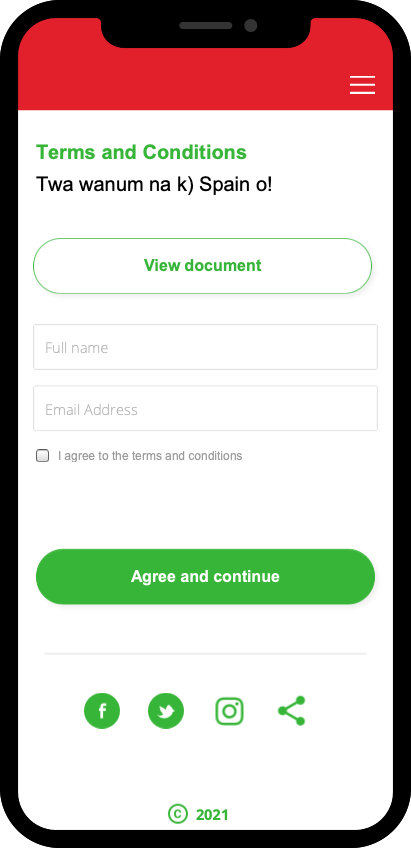 Terms and Conditions
Twa wanum na k) Spain o!
View document
Full name
Email Address
I agree to the terms and conditions
Agree and continue
© 2021